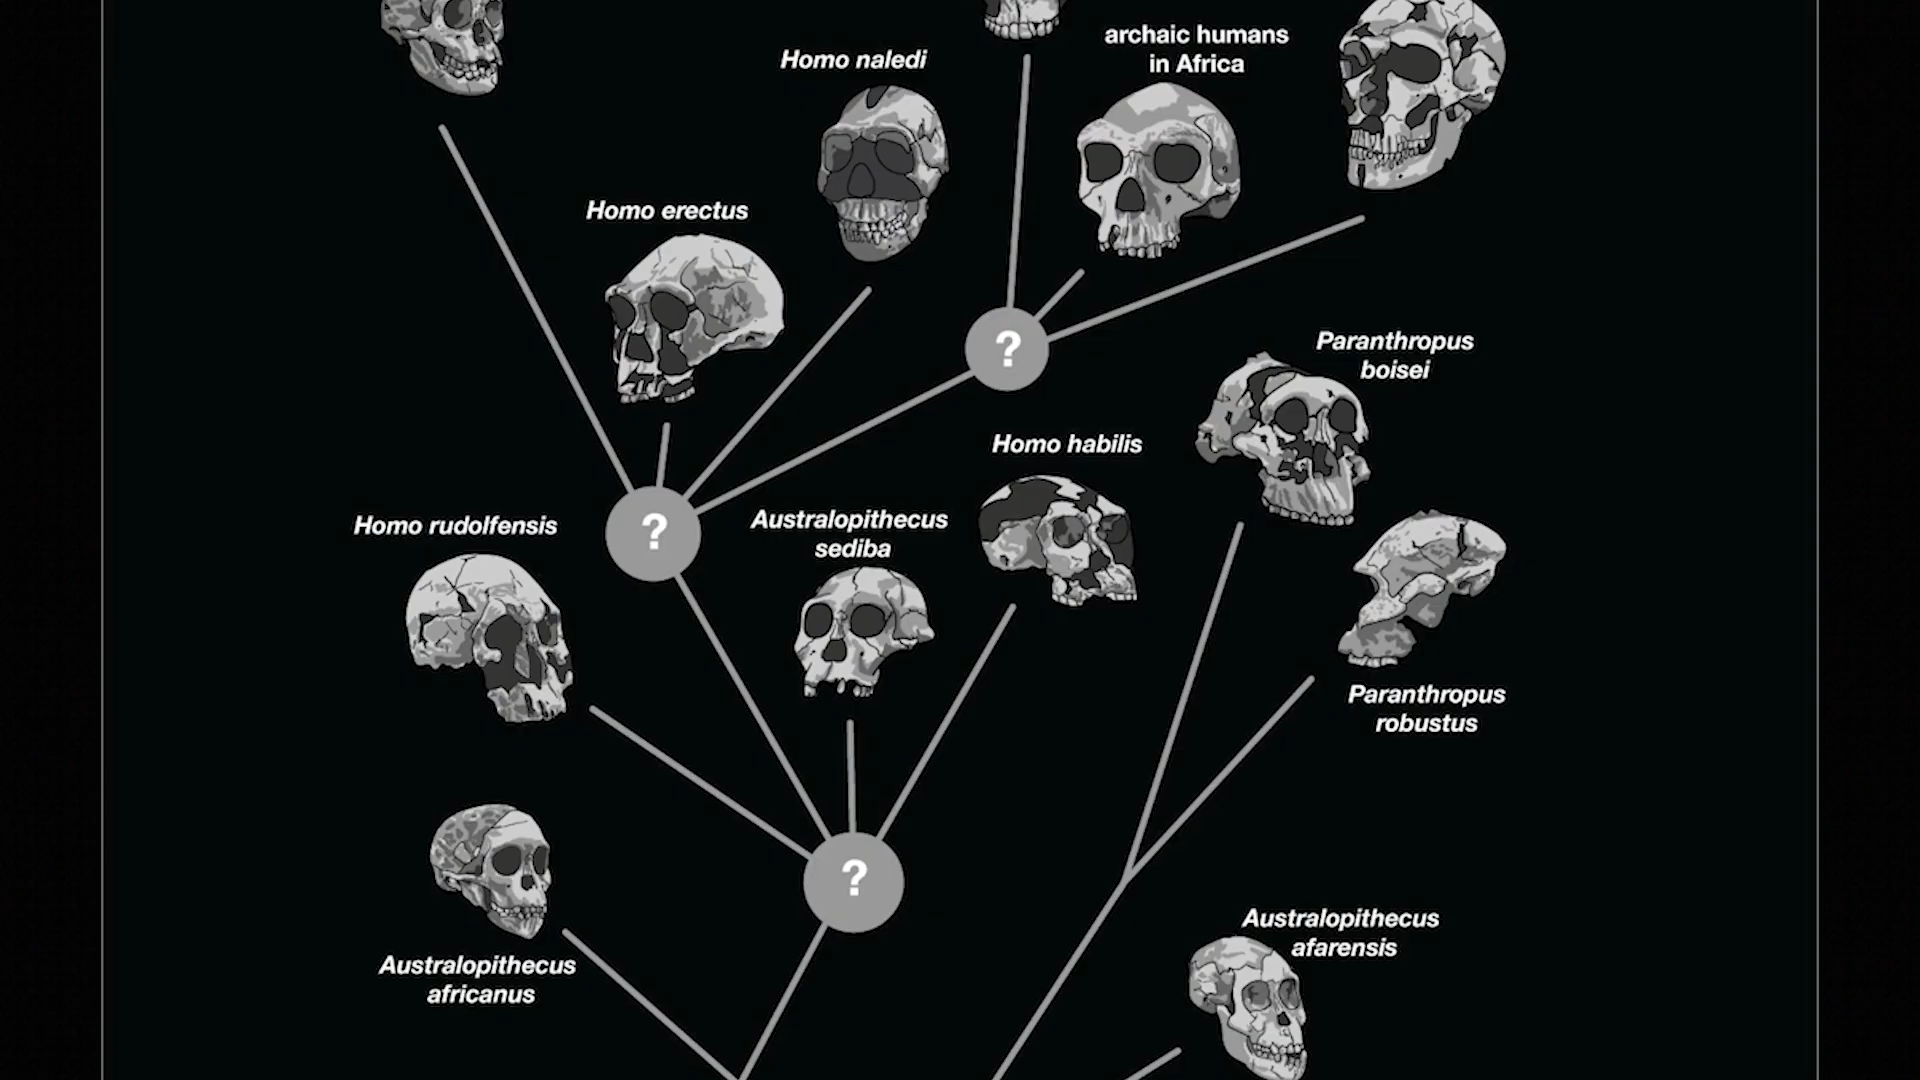 archaic humans
in Africa
Homo naledi
Homo erectus
?
Paranthropus
boisei
Homo habilis
Homo rudolfensis
?
Australopithecus
sediba
Paranthropus
robustus
?
Australopithecus
afarensis
Australopithecus
africanus